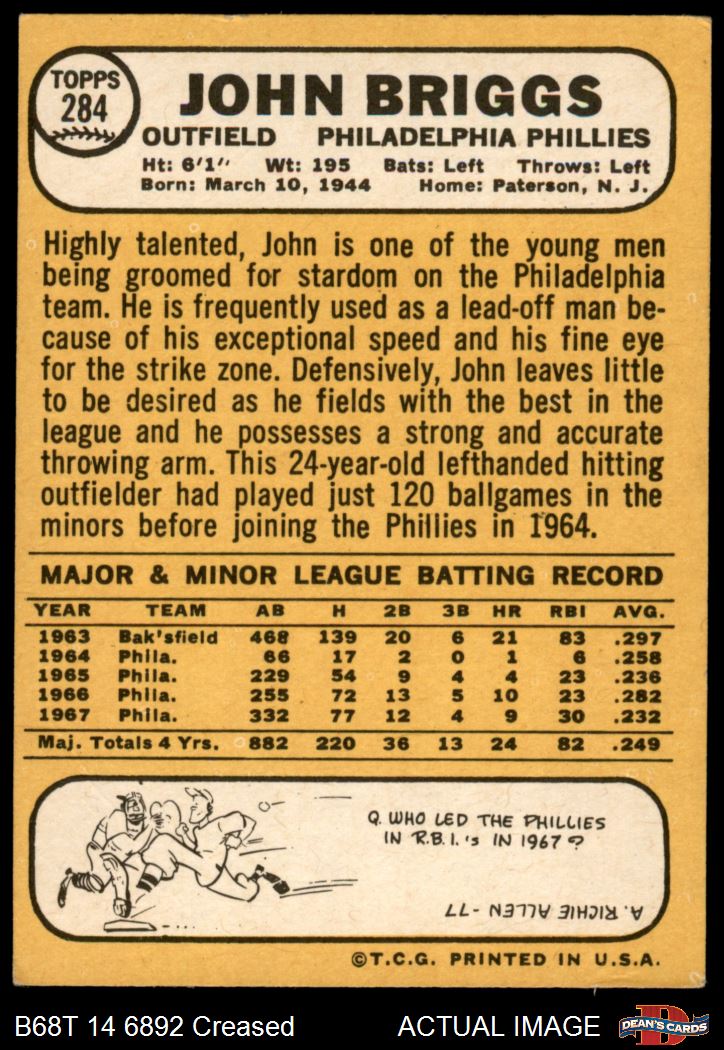 TOPPS
284
JOHN BRIGGS
OUTFIELD PHILADELPHIA PHILLIES
Ht: 6'1" Wt: 195 Bats: Left Throws: Left
Born: March 10, 1944 Home: Paterson, N. J.
Highly talented, John is one of the young men
being groomed for stardom on the Philadelphia
team. He is frequently used as a lead-off man be-
cause of his exceptional speed and his fine eye
for the strike zone. Defensively, John leaves little
to be desired as he fields with the best in the
league and he possesses a strong and accurate
throwing arm. This 24-year-old lefthanded hitting
outfielder had played just 120 ballgames in the
minors before joining the Phillies in 1964.
MAJOR & MINOR LEAGUE BATTING RECORD
YEAR TEAM AB H 2B 3B HR RBI AVG.
1963 Bak'sfield 468 139 20 6 21 83 .297
1964 Phila. 66 17 2 0 1 6 .258
1965 Phila. 229 54 9 4 4 23 .236
1966 Phila. 255 72 13 5 10 23 .282
1967 Phila. 332 77 12 4 9 30 .232
Maj. Totals 4 Yrs. 882 220 36 13 24 82 .249
Q. WHO LED THE PHILLIES
IN R.B.I.'s IN 1967?
A. RICHIE ALLEN -77
©T.C.G. PRINTED IN U.S.A.
B68T 14 6892 Creased ACTUAL IMAGE
D
DEAN'S CARDS